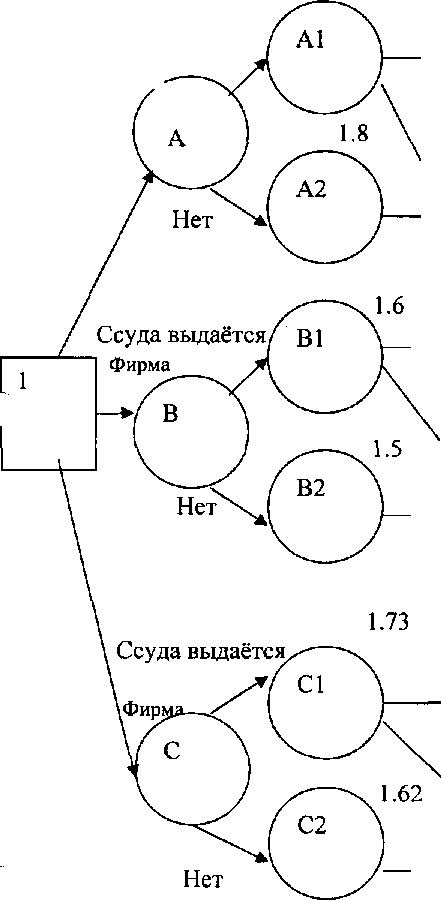 A1
A
1.8
A2
Нет
1.6
Ссуда выдаётся
B1
Фирма
1
B
1.5
B2
Нет
1.73
Ссуда выдаётся
C1
Фирма
C
1.62
C2
Нет